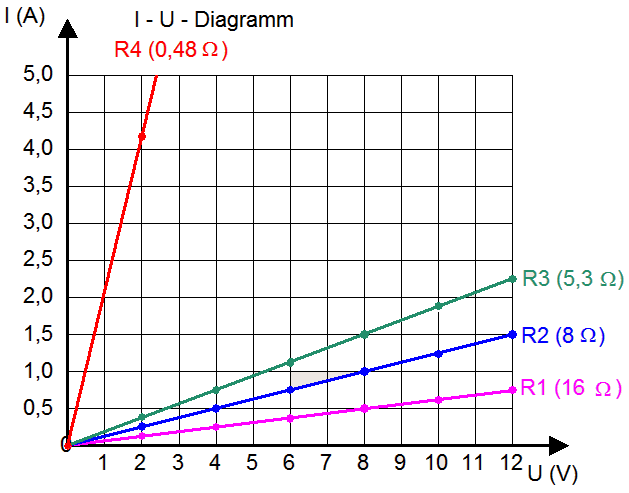 I (A)
I - U - Diagramm
R4 (0,48 Ω)
5,0
4,5
4,0
3,5
3,0
2,5
2,0
1,5
1,0
0,5
0
R3 (5,3 Ω)
R2 (8 Ω)
R1 (16 Ω)
1 2 3 4 5 6 7 8 9 10 11 12
U (V)